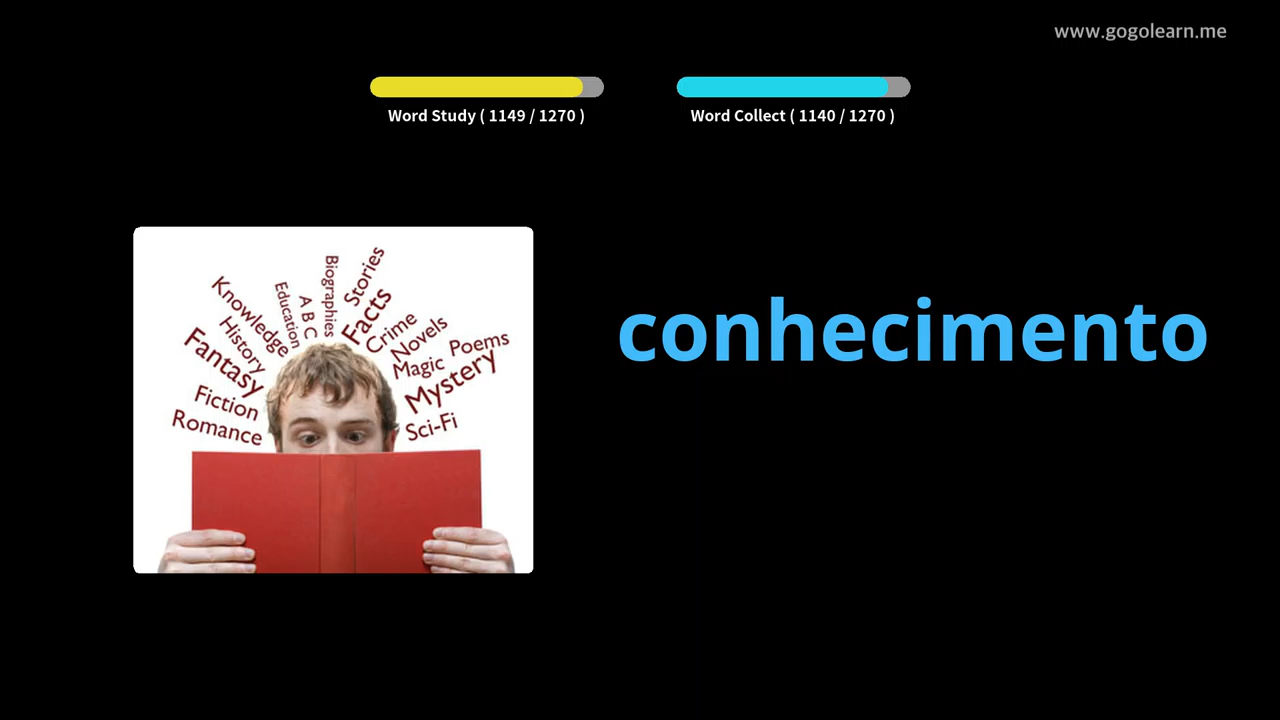 www.gogolearn.me
Word Study ( 1149 / 1270 )
Word Collect ( 1140 / 1270 )
Biographies
Stories
Knowledge
Education
A B C
Facts
History
Crime
Novels
Fantasy
Magic
Poems
Fiction
Mystery
Romance
Sci-Fi
conhecimento